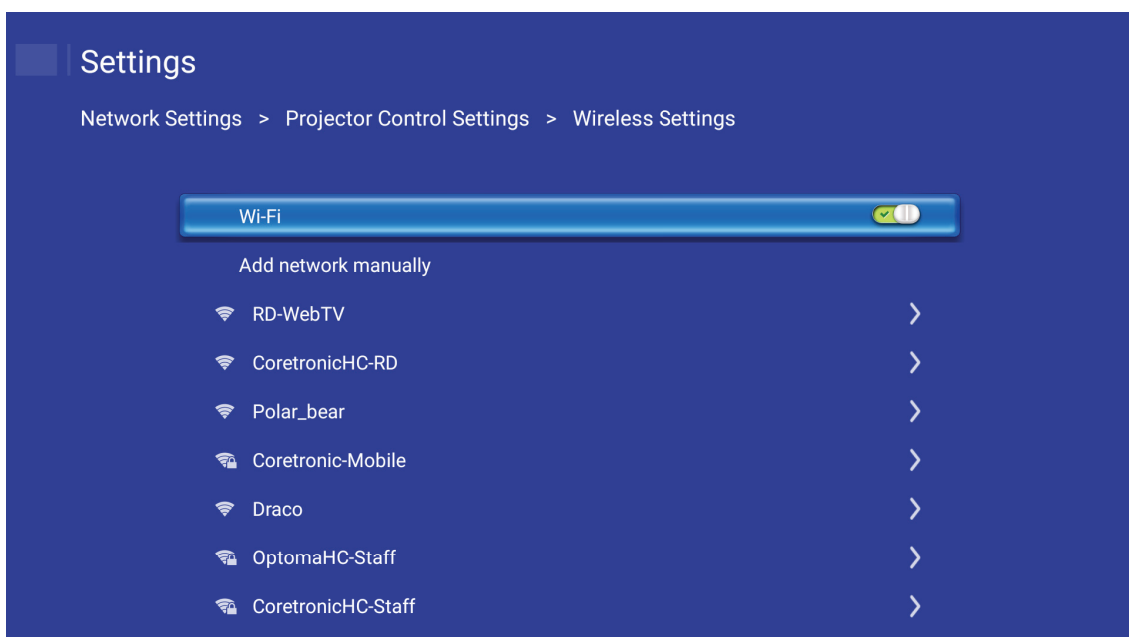 Settings
Network Settings > Projector Control Settings > Wireless Settings
Wi-Fi
Add network manually
RD-WebTV
CoretronicHC-RD
Polar_bear
Coretronic-Mobile
Draco
OptomaHC-Staff
CoretronicHC-Staff